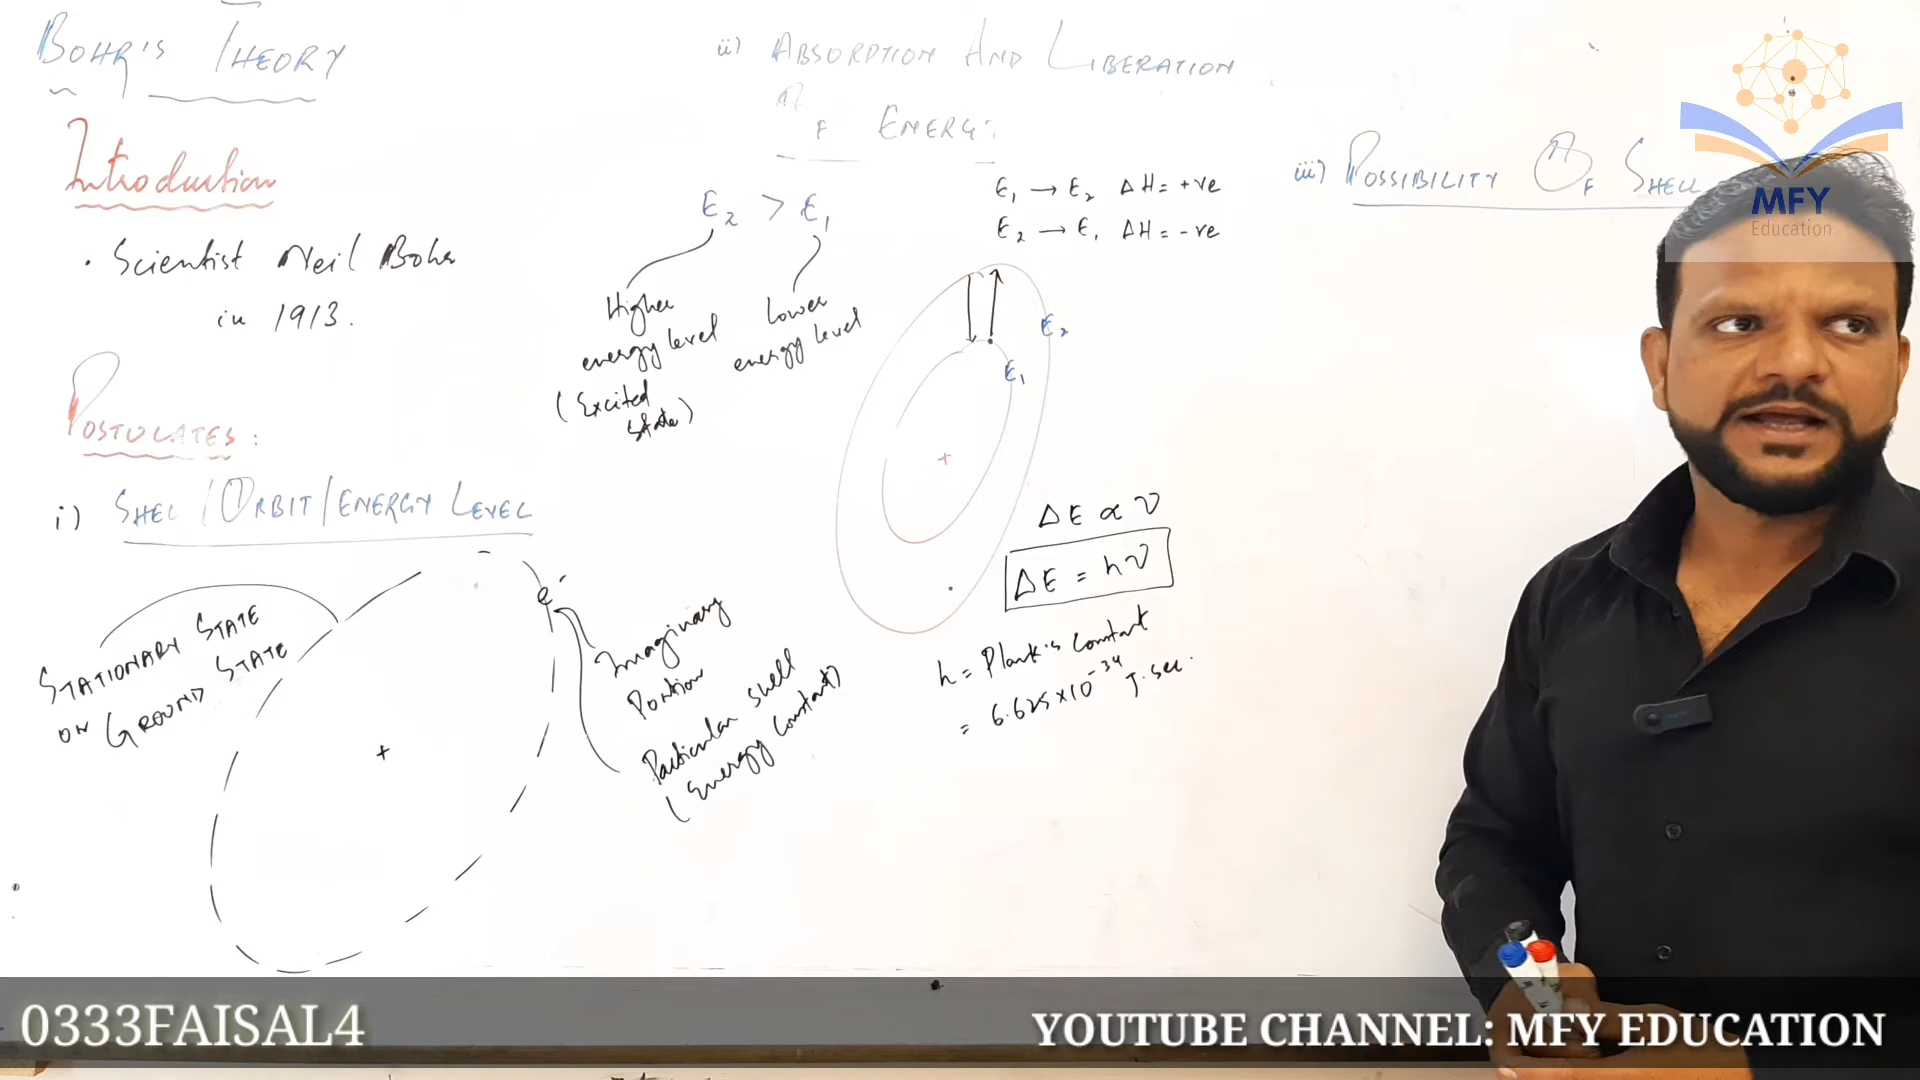 BOHR'S THEORY
Introduction
· Scientist Neil Bohr
in 1913.
POSTULATES:
i) SHEL / ORBIT / ENERGY LEVEL
STATIONARY STATE
OR GROUND STATE
e-
+
Imaginary
Portion
Particular shell
(Energy Constant)
ii) ABSORPTION AND LIBERATION
OF ENERGY:
E2 > E1
Higher
energy level
(Excited
State)
Lower
energy level
E1 → E2 ΔH = +ve
E2 → E1 ΔH = -ve
E2
E1
+
ΔE ∝ ν
ΔE = hν
h = Plank's Constant
= 6.625×10-34 J.sec.
iii) POSSIBILITY OF SHELL
MFY
Education
0333FAISAL4
YOUTUBE CHANNEL: MFY EDUCATION